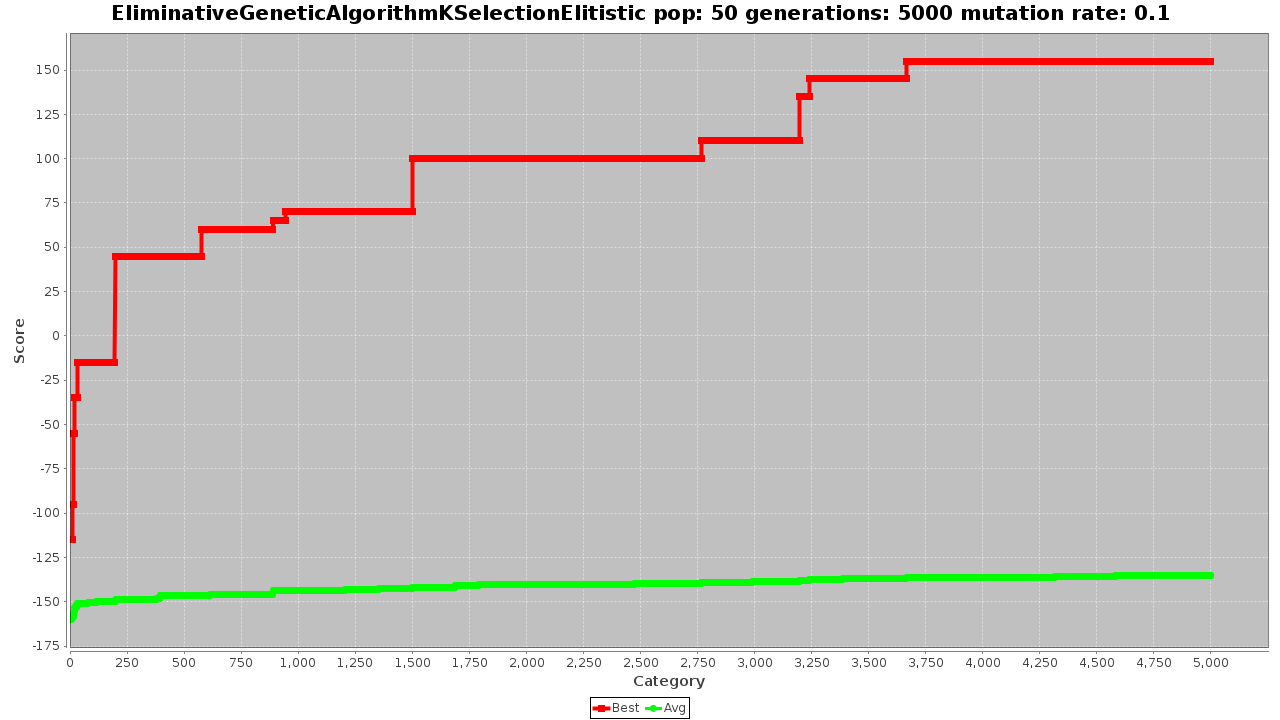 EliminativeGeneticAlgorithmKSelectionElitistic pop: 50 generations: 5000 mutation rate: 0.1
150
125
100
75
50
25
0
-25
-50
-75
-100
-125
-150
-175
Score
0 250 500 750 1,000 1,250 1,500 1,750 2,000 2,250 2,500 2,750 3,000 3,250 3,500 3,750 4,000 4,250 4,500 4,750 5,000
Category
Best Avg